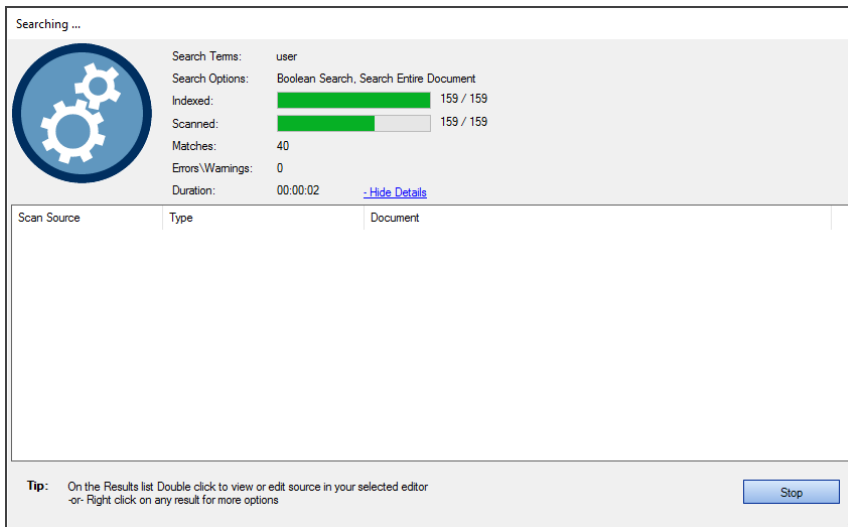 Searching ...
Search Terms: user
Search Options: Boolean Search, Search Entire Document
Indexed: 159 / 159
Scanned: 159 / 159
Matches: 40
Errors\Warnings: 0
Duration: 00:00:02 - Hide Details
Scan Source Type Document
Tip: On the Results list Double click to view or edit source in your selected editor
-or- Right click on any result for more options
Stop